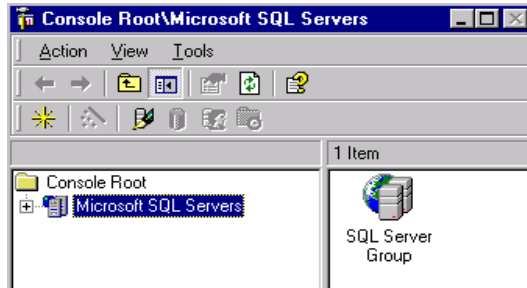 Console Root\Microsoft SQL Servers
Action View Tools
1 Item
Console Root
Microsoft SQL Servers
SQL Server
Group